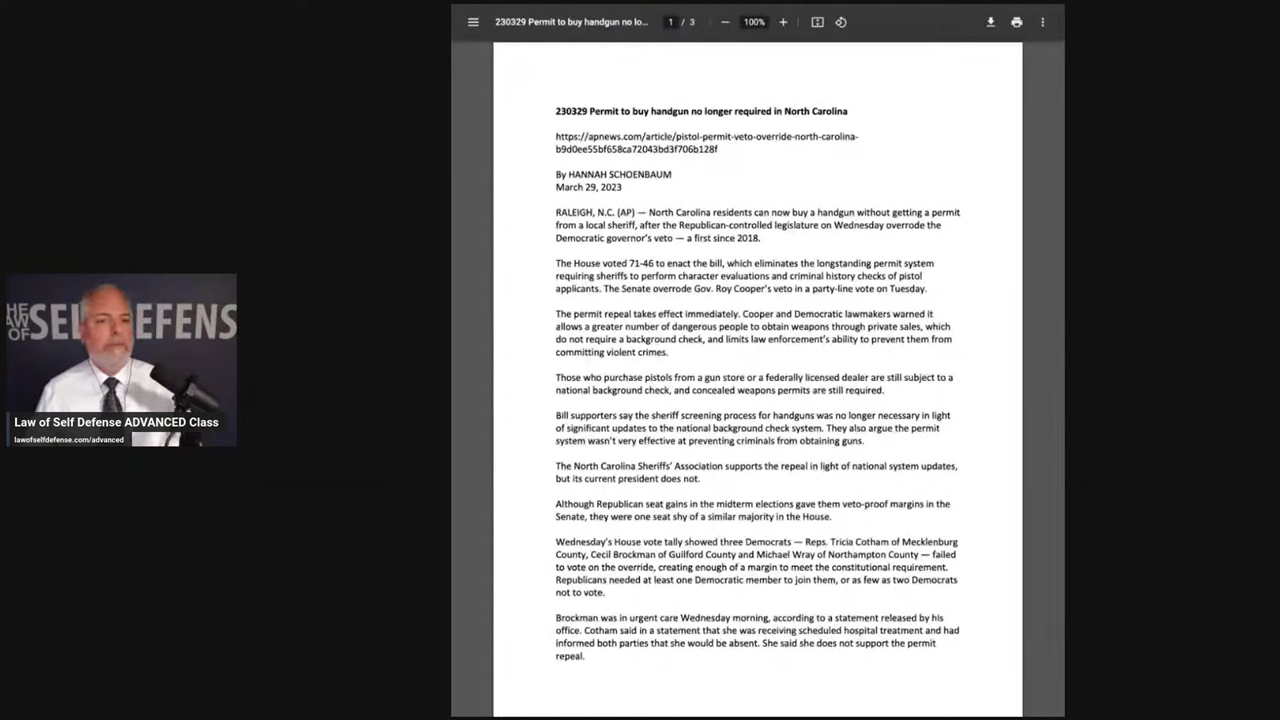 230329 Permit to buy handgun no lo...
1 / 3
100%
230329 Permit to buy handgun no longer required in North Carolina
https://apnews.com/article/pistol-permit-veto-override-north-carolina-
b9d0ee55bf658ca72043bd3f706b128f
By HANNAH SCHOENBAUM
March 29, 2023
RALEIGH, N.C. (AP) — North Carolina residents can now buy a handgun without getting a permit
from a local sheriff, after the Republican-controlled legislature on Wednesday overrode the
Democratic governor's veto — a first since 2018.
The House voted 71-46 to enact the bill, which eliminates the longstanding permit system
requiring sheriffs to perform character evaluations and criminal history checks of pistol
applicants. The Senate overrode Gov. Roy Cooper's veto in a party-line vote on Tuesday.
The permit repeal takes effect immediately. Cooper and Democratic lawmakers warned it
allows a greater number of dangerous people to obtain weapons through private sales, which
do not require a background check, and limits law enforcement's ability to prevent them from
committing violent crimes.
Those who purchase pistols from a gun store or a federally licensed dealer are still subject to a
national background check, and concealed weapons permits are still required.
Bill supporters say the sheriff screening process for handguns was no longer necessary in light
of significant updates to the national background check system. They also argue the permit
system wasn't very effective at preventing criminals from obtaining guns.
The North Carolina Sheriffs' Association supports the repeal in light of national system updates,
but its current president does not.
Although Republican seat gains in the midterm elections gave them veto-proof margins in the
Senate, they were one seat shy of a similar majority in the House.
Wednesday's House vote tally showed three Democrats — Reps. Tricia Cotham of Mecklenburg
County, Cecil Brockman of Guilford County and Michael Wray of Northampton County — failed
to vote on the override, creating enough of a margin to meet the constitutional requirement.
Republicans needed at least one Democratic member to join them, or as few as two Democrats
not to vote.
Brockman was in urgent care Wednesday morning, according to a statement released by his
office. Cotham said in a statement that she was receiving scheduled hospital treatment and had
informed both parties that she would be absent. She said she does not support the permit
repeal.
HE
AW
OF SEL EFENS
Law of Self Defense ADVANCED Class
lawofselfdefense.com/advanced